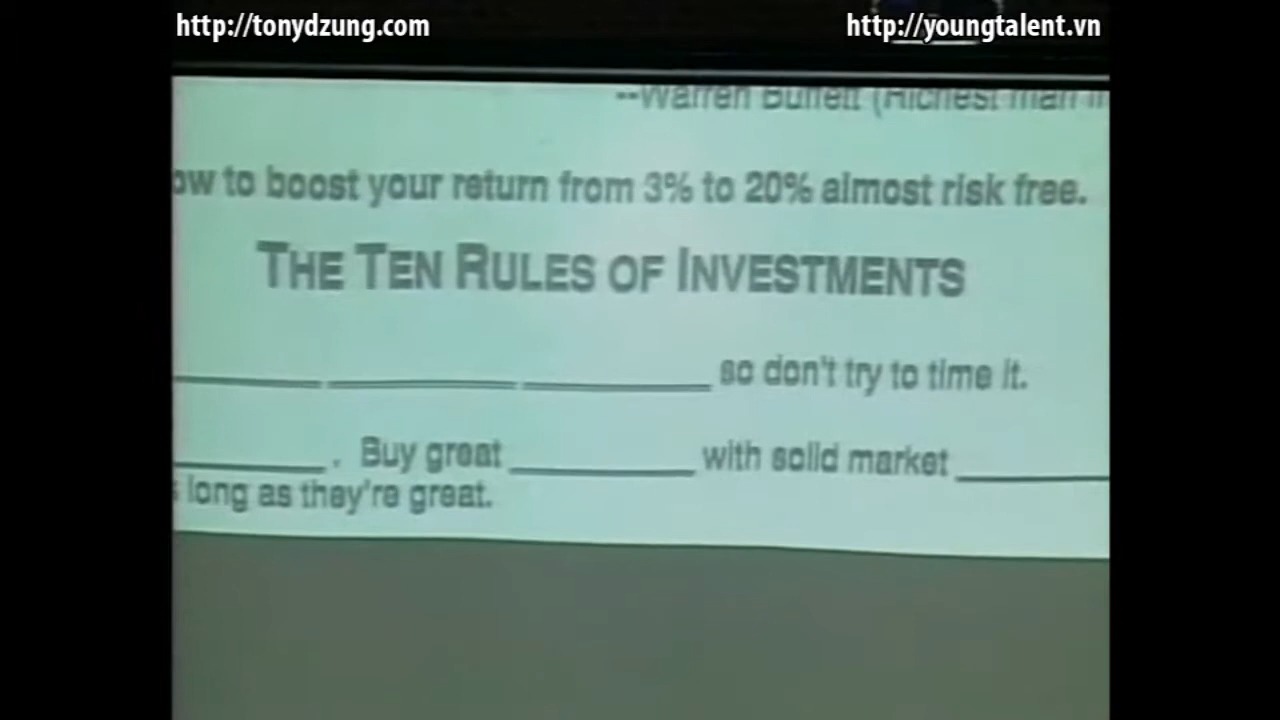 http://tonydzung.com
http://youngtalent.vn
--Warren Buffett (Richest man
ow to boost your return from 3% to 20% almost risk free.
THE TEN RULES OF INVESTMENTS
so don't try to time it.
. Buy great with solid market
long as they're great.